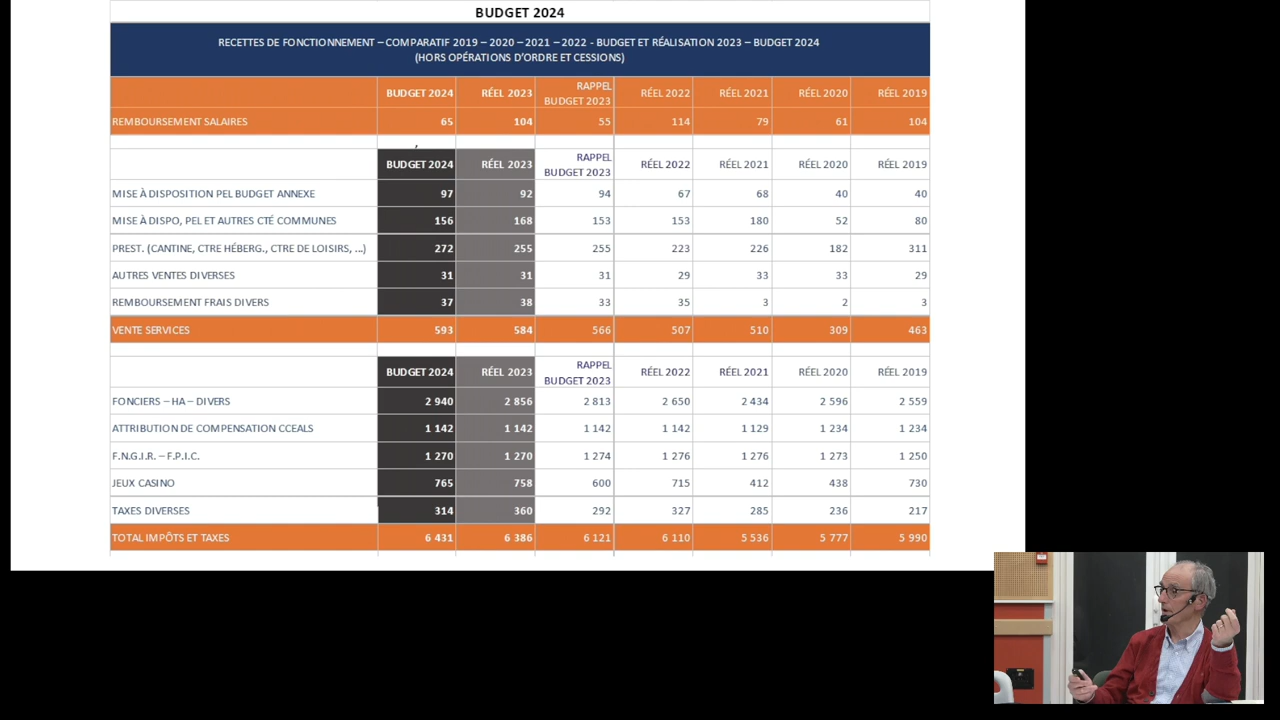 BUDGET 2024
RECETTES DE FONCTIONNEMENT – COMPARATIF 2019 – 2020 – 2021 – 2022 - BUDGET ET RÉALISATION 2023 – BUDGET 2024
(HORS OPÉRATIONS D'ORDRE ET CESSIONS)
BUDGET 2024 RÉEL 2023 RAPPEL BUDGET 2023 RÉEL 2022 RÉEL 2021 RÉEL 2020 RÉEL 2019
REMBOURSEMENT SALAIRES 65 104 55 114 79 61 104
BUDGET 2024 RÉEL 2023 RAPPEL BUDGET 2023 RÉEL 2022 RÉEL 2021 RÉEL 2020 RÉEL 2019
MISE À DISPOSITION PEL BUDGET ANNEXE 97 92 94 67 68 40 40
MISE À DISPO, PEL ET AUTRES CTÉ COMMUNES 156 168 153 153 180 52 80
PREST. (CANTINE, CTRE HÉBERG., CTRE DE LOISIRS, ...) 272 255 255 223 226 182 311
AUTRES VENTES DIVERSES 31 31 31 29 33 33 29
REMBOURSEMENT FRAIS DIVERS 37 38 33 35 3 2 3
VENTE SERVICES 593 584 566 507 510 309 463
BUDGET 2024 RÉEL 2023 RAPPEL BUDGET 2023 RÉEL 2022 RÉEL 2021 RÉEL 2020 RÉEL 2019
FONCIERS – HA – DIVERS 2 940 2 856 2 813 2 650 2 434 2 596 2 559
ATTRIBUTION DE COMPENSATION CCEALS 1 142 1 142 1 142 1 142 1 129 1 234 1 234
F.N.G.I.R. – F.P.I.C. 1 270 1 270 1 274 1 276 1 276 1 273 1 250
JEUX CASINO 765 758 600 715 412 438 730
TAXES DIVERSES 314 360 292 327 285 236 217
TOTAL IMPÔTS ET TAXES 6 431 6 386 6 121 6 110 5 536 5 777 5 990